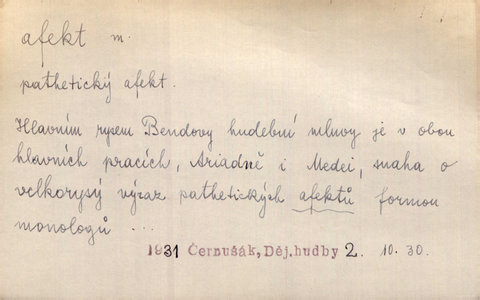 afekt m.
pathetický afekt.
Hlavním rysem Bendovy hudební mluvy je v obou
hlavních pracích, Ariadně i Medei, snaha o
velkorysý výraz pathetických afektů formou
monologů ...
1931 Černušák, Děj. hudby 2. 10. 30.